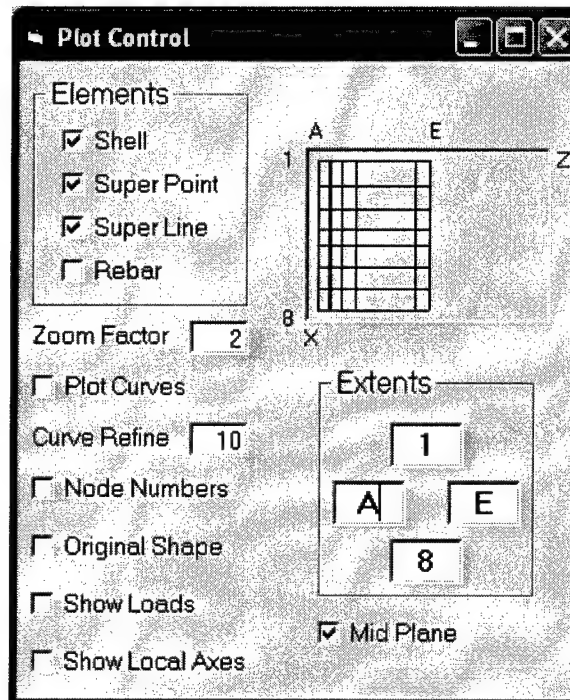 Plot Control
Elements
Shell
Super Point
Super Line
Rebar
A E
1 Z
8
X
Zoom Factor 2
Plot Curves
Curve Refine 10
Node Numbers
Original Shape
Show Loads
Show Local Axes
Extents
1
A E
8
Mid Plane